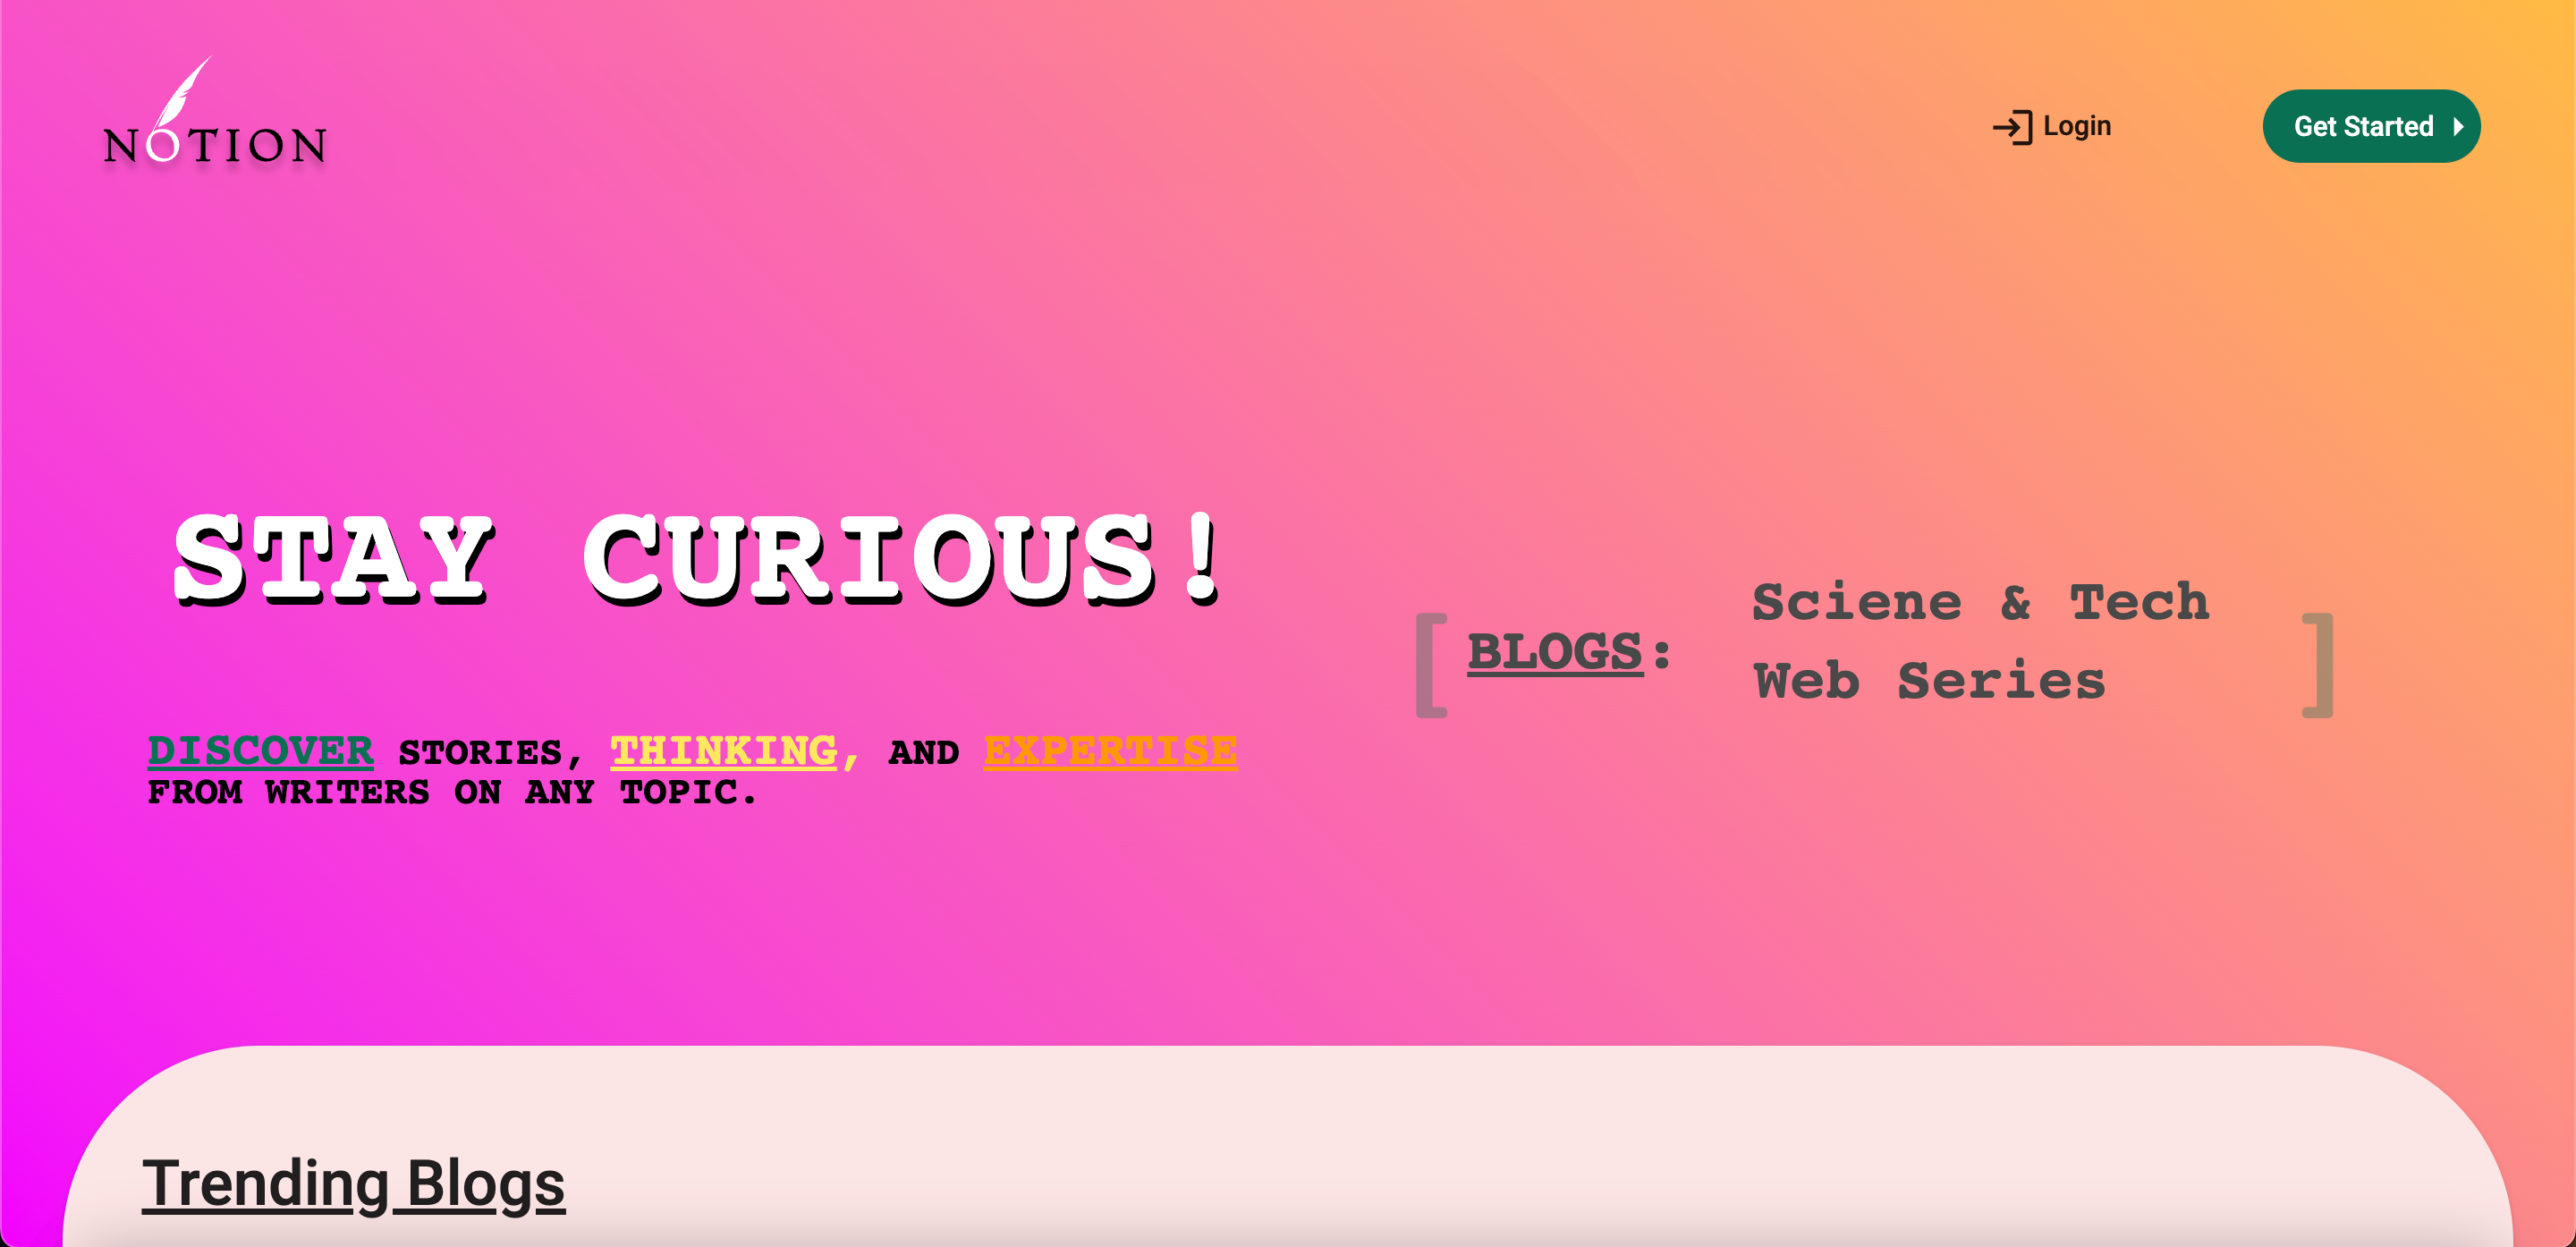 NOTION
Login
Get Started
STAY CURIOUS!
DISCOVER STORIES, THINKING, AND EXPERTISE
FROM WRITERS ON ANY TOPIC.
[ BLOGS: ]
Sciene & Tech
Web Series
Trending Blogs